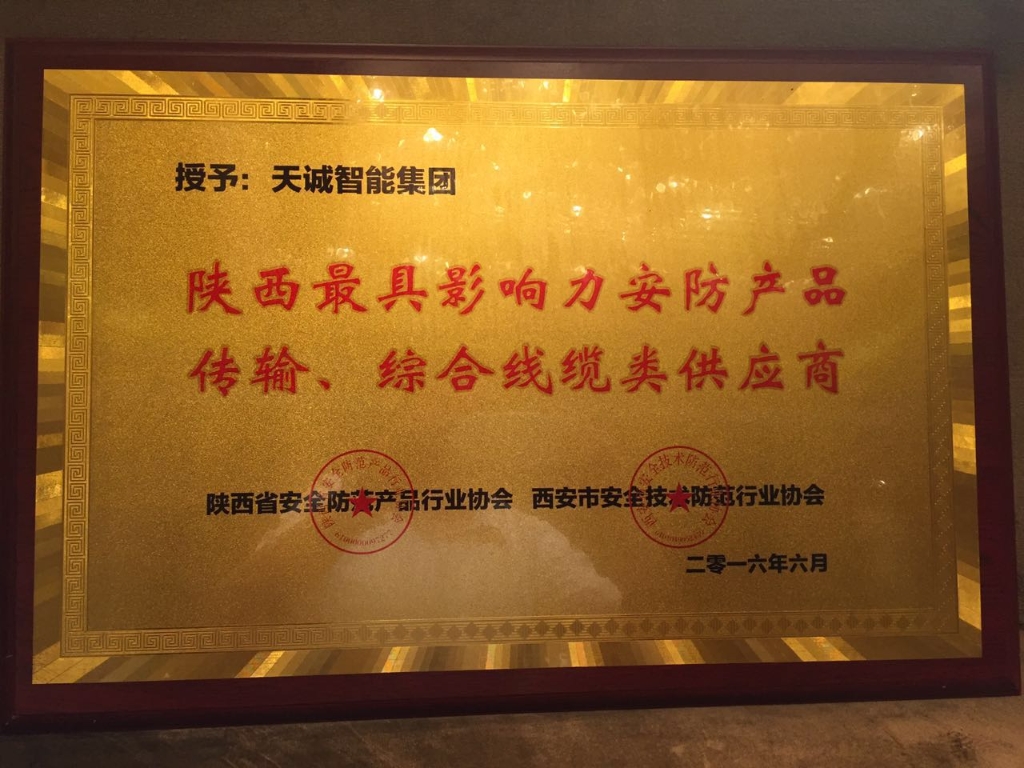 授予：天诚智能集团
陕西最具影响力安防产品
传输、综合线缆类供应商
陕西省安全防范产品行业协会 西安市安全技术防范行业协会
二零一六年六月